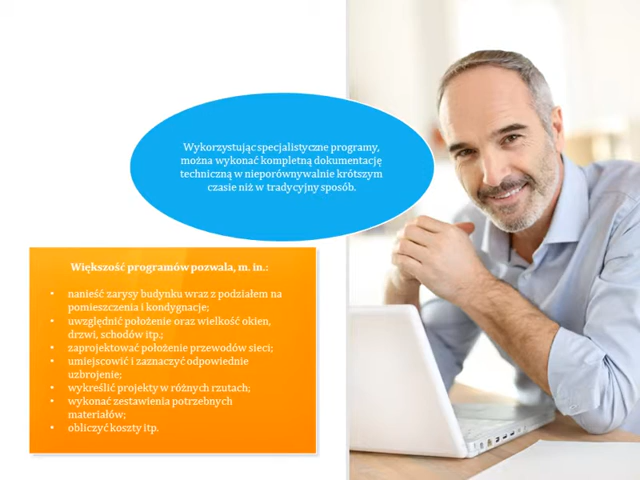 Wykorzystując specjalistyczne programy,
można wykonać kompletną dokumentację
techniczną w nieporównywalnie krótszym
czasie niż w tradycyjny sposób.
Większość programów pozwala, m. in.:
• nanieść zarysy budynku wraz z podziałem na
pomieszczenia i kondygnacje;
• uwzględnić położenie oraz wielkość okien,
drzwi, schodów itp.;
• zaprojektować położenie przewodów sieci;
• umiejscowić i zaznaczyć odpowiednie
uzbrojenie;
• wykreślić projekty w różnych rzutach;
• wykonać zestawienia potrzebnych
materiałów;
• obliczyć koszty itp.